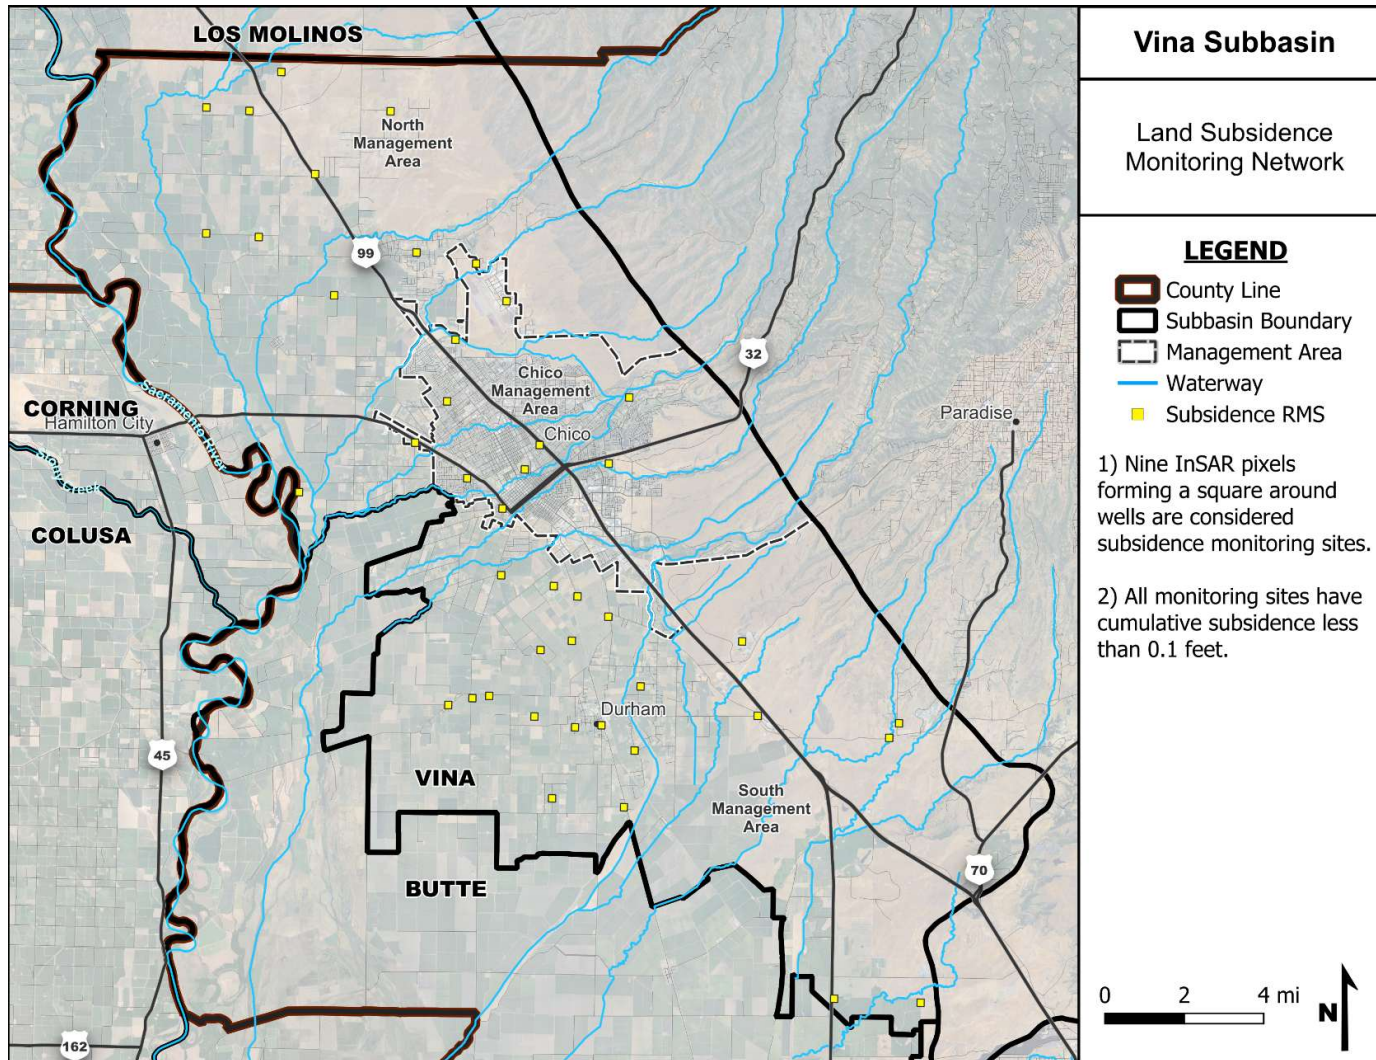 Vina Subbasin
Land Subsidence
Monitoring Network
LEGEND
County Line
Subbasin Boundary
Management Area
Waterway
Subsidence RMS
1) Nine InSAR pixels
forming a square around
wells are considered
subsidence monitoring sites.
2) All monitoring sites have
cumulative subsidence less
than 0.1 feet.
0 2 4 mi
N
LOS MOLINOS
North
Management
Area
99
32
Chico
Management
Area
Chico
Paradise
CORNING
Hamilton City
Sacramento River
Stony Creek
COLUSA
45
Durham
VINA
South
Management
Area
BUTTE
70
162